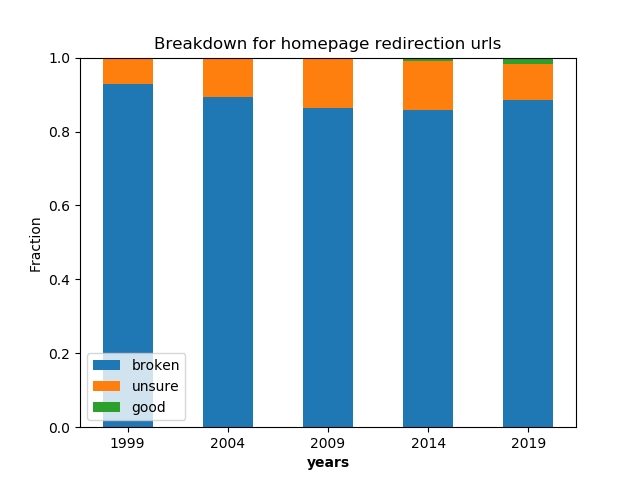 Breakdown for homepage redirection urls
1.0
0.8
0.6
0.4
0.2
0.0
Fraction
broken
unsure
good
1999 2004 2009 2014 2019
years